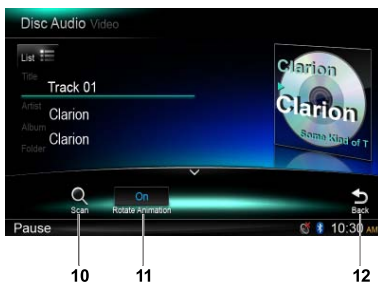 Disc Audio Video
List
Title
Track 01
Artist
Clarion
Album
Clarion
Folder
Clarion
Clarion
Some Kind of T
On
Scan
Rotate Animation
Back
Pause
10:30 AM
10
11
12